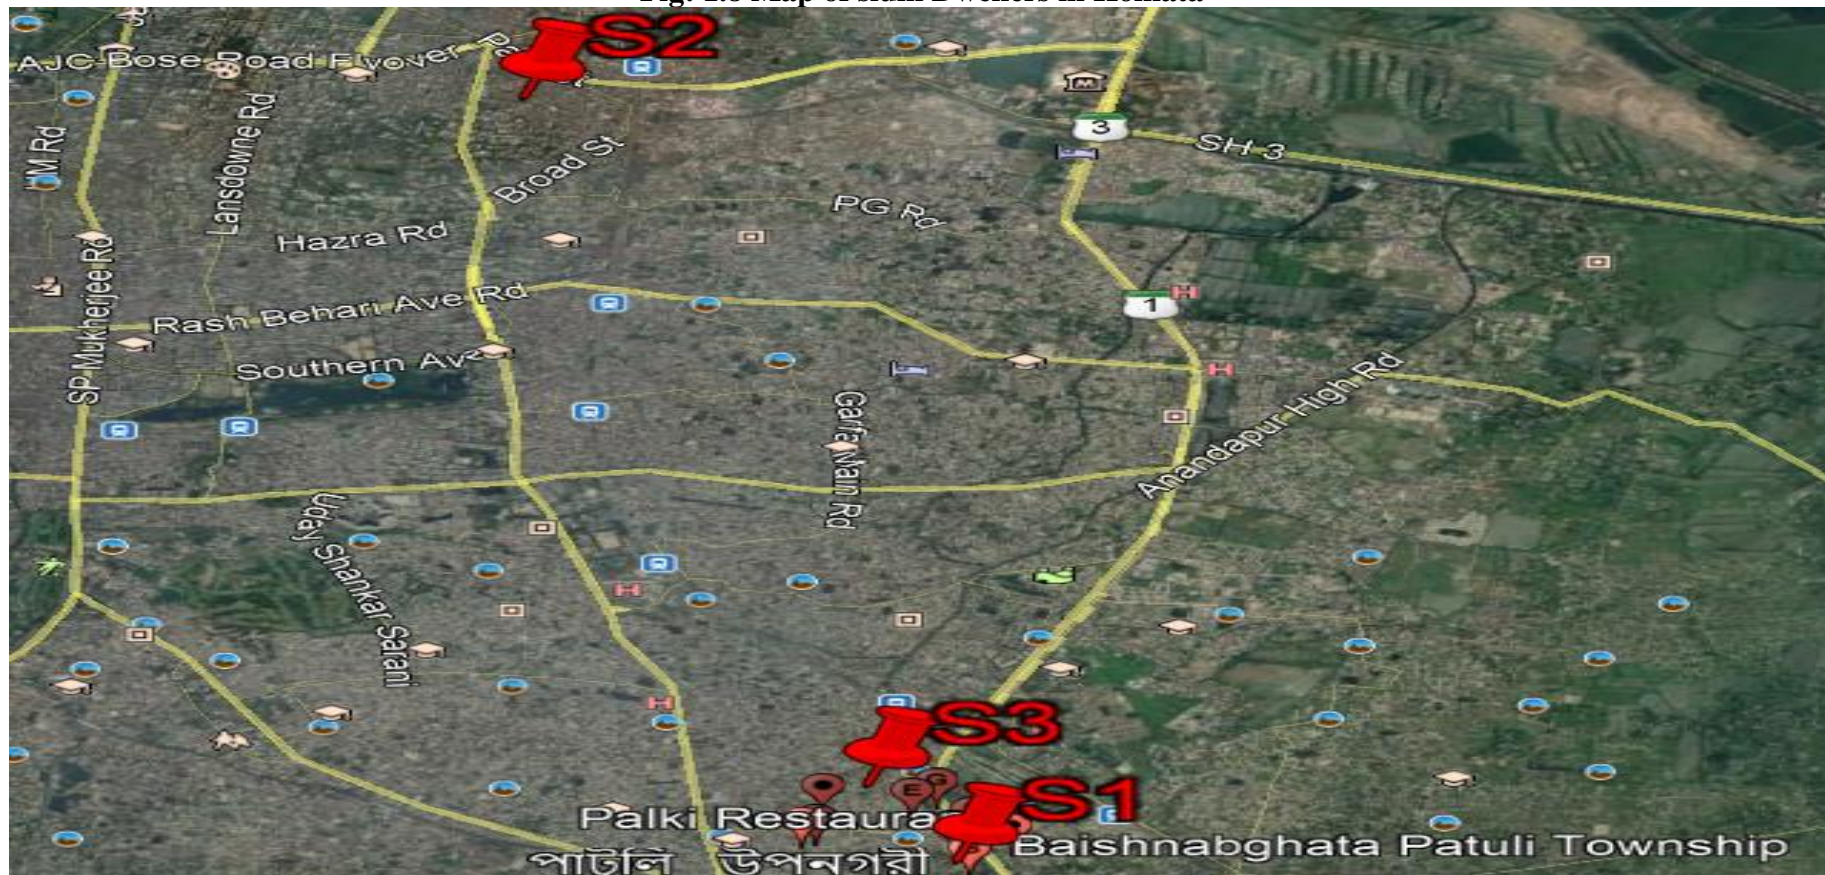 S2
AJC Bose Road F yover
Lansdowne Rd
Broad St
3
SH 3
PG Rd
Hazra Rd
SP Mukherjee Rd
Rash Behari Ave Rd
1
Southern Av
Garfa Main Rd
Anandapur High Rd
Uday Shankar Sarani
S3
E
G
S1
Palki Restaura
Baishnabghata Patuli Township
পাটুলি উপনগরী